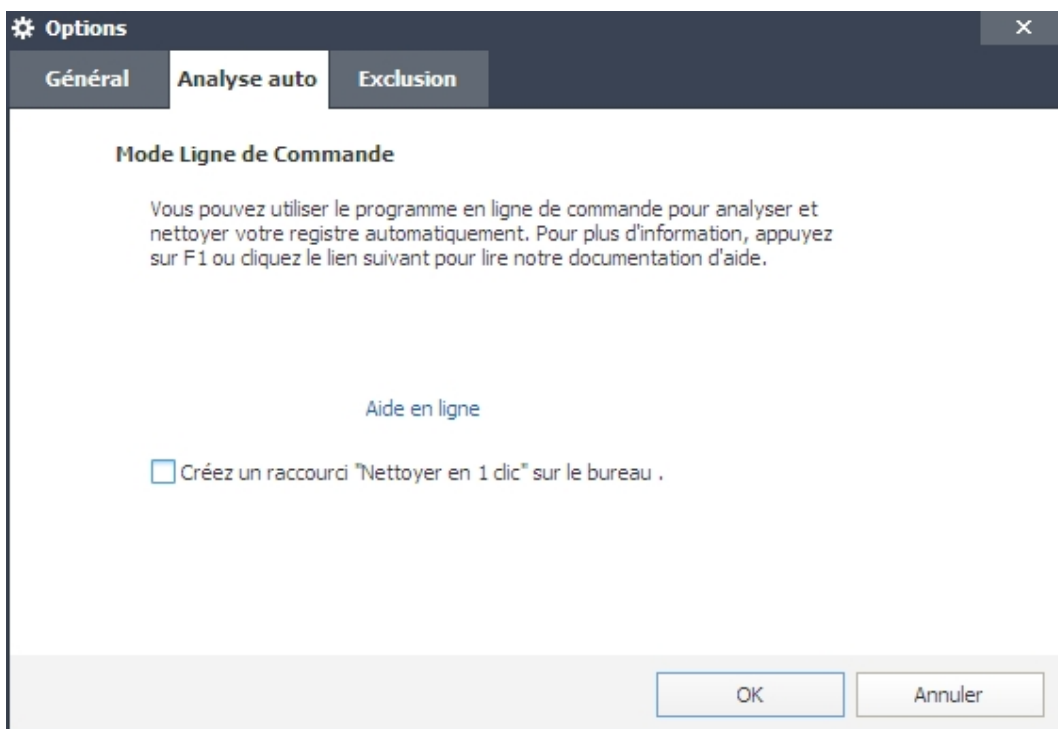 Options
Général Analyse auto Exclusion
Mode Ligne de Commande
Vous pouvez utiliser le programme en ligne de commande pour analyser et
nettoyer votre registre automatiquement. Pour plus d'information, appuyez
sur F1 ou cliquez le lien suivant pour lire notre documentation d'aide.
Aide en ligne
Créez un raccourci "Nettoyer en 1 clic" sur le bureau .
OK Annuler